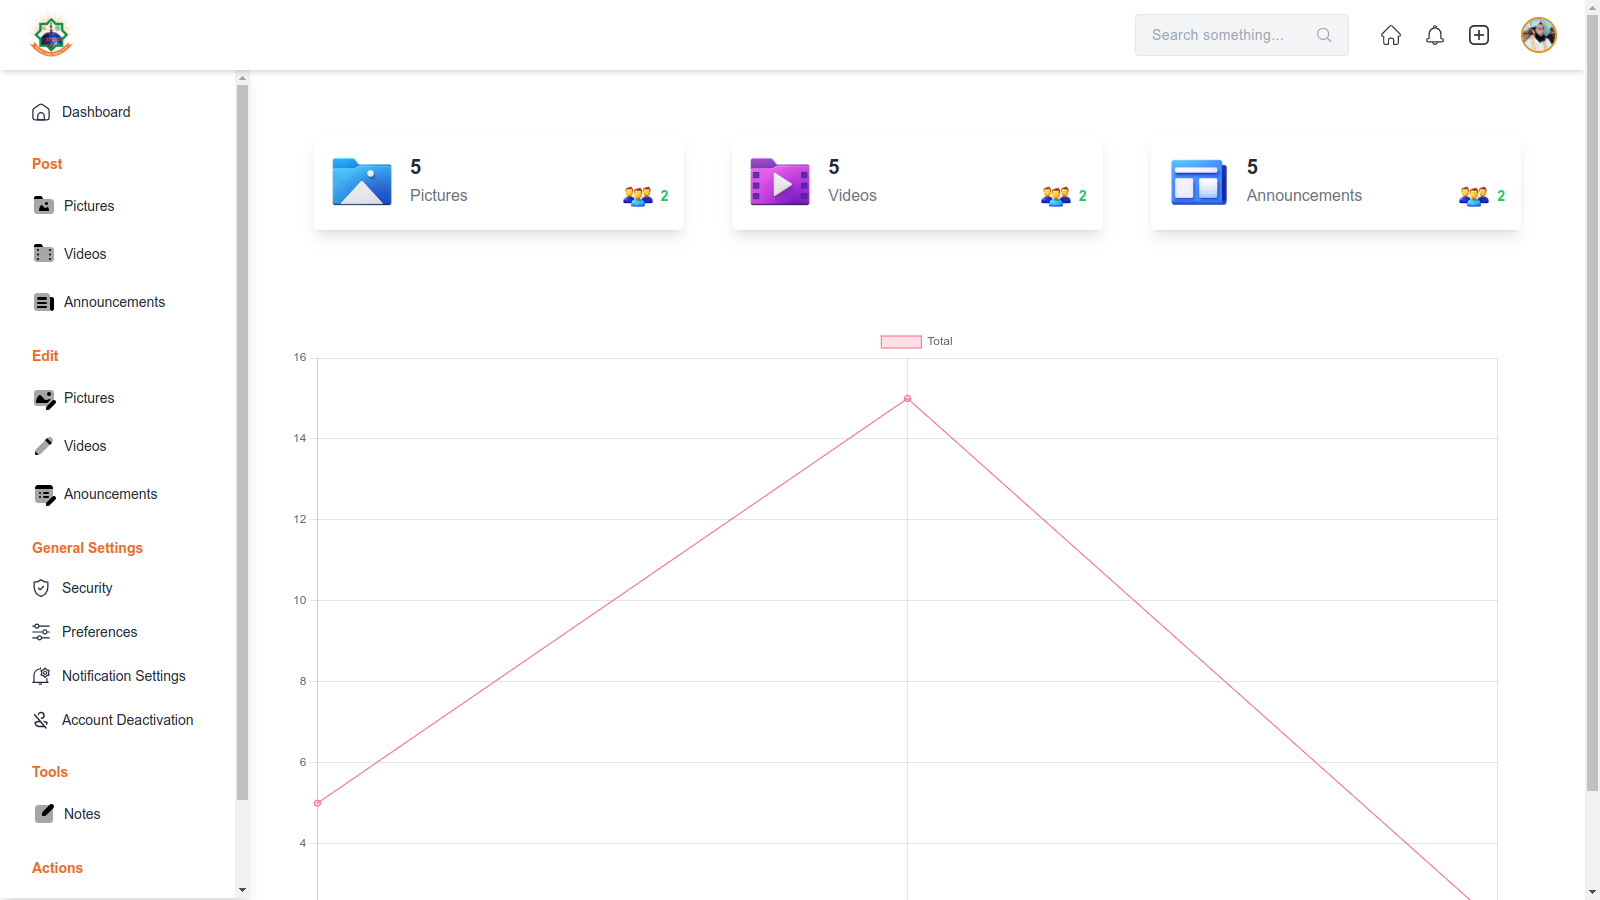 Search something...
Dashboard
Post
Pictures
Videos
Announcements
Edit
Pictures
Videos
Anouncements
General Settings
Security
Preferences
Notification Settings
Account Deactivation
Tools
Notes
Actions
5
Pictures
2
5
Videos
2
5
Announcements
2
Total
16
14
12
10
8
6
4